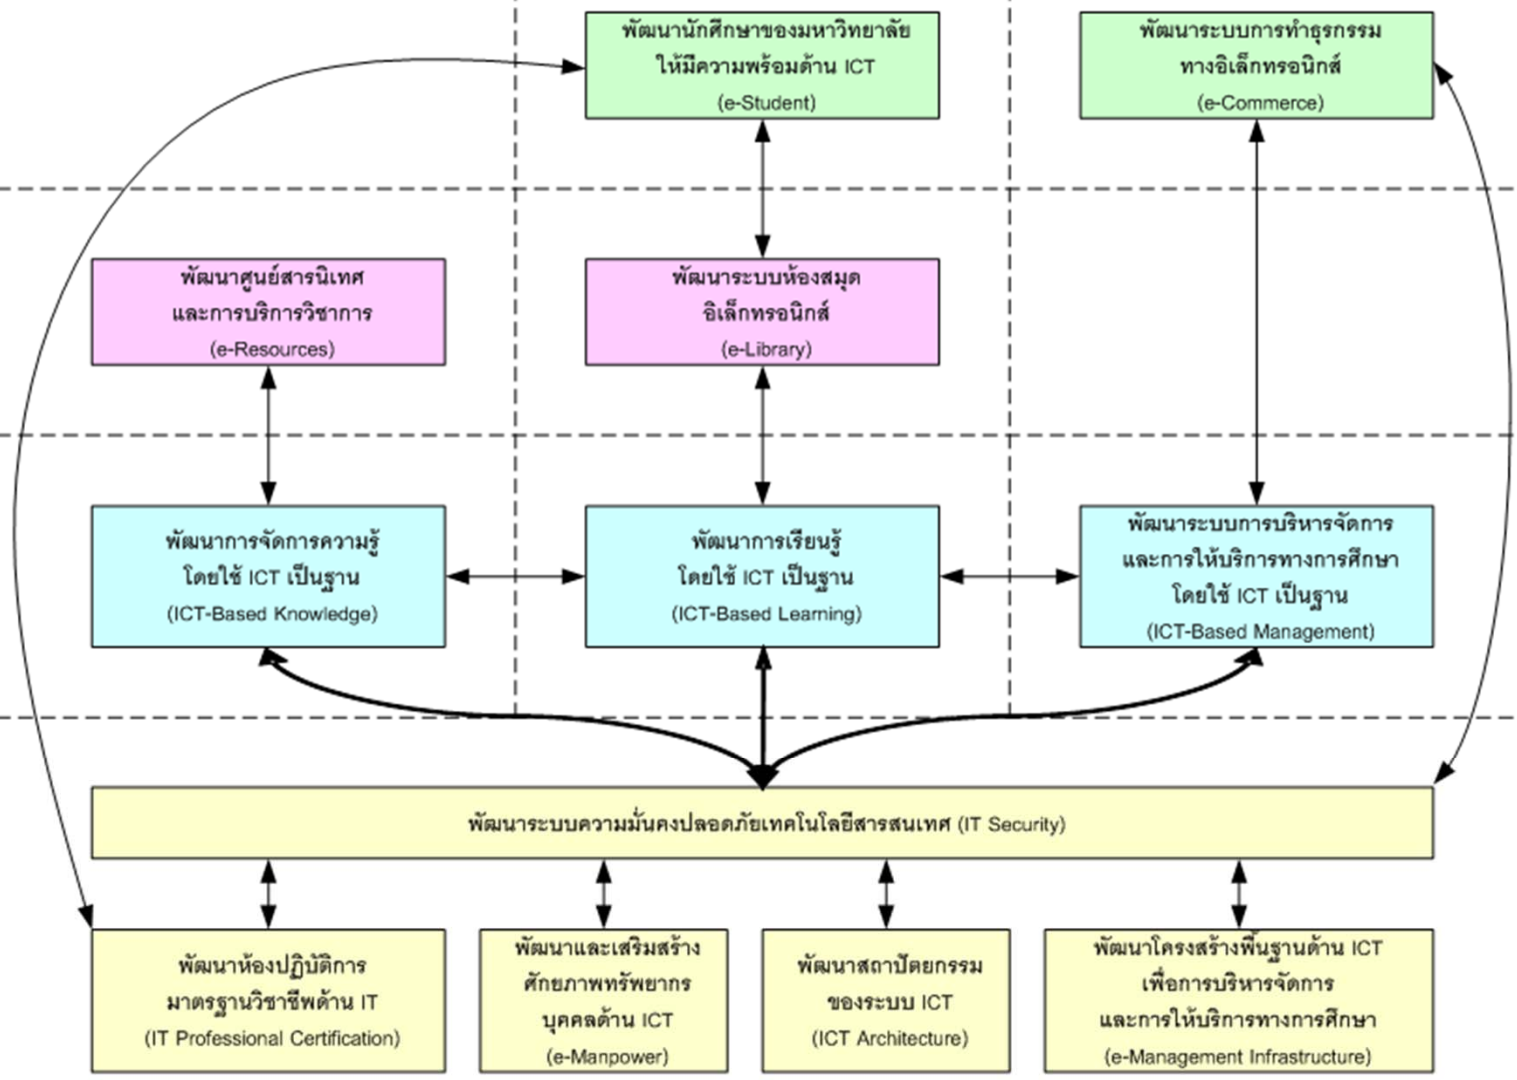 พัฒนานักศึกษาของมหาวิทยาลัย
ให้มีความพร้อมด้าน ICT
(e-Student)
พัฒนาระบบการทำธุรกรรม
ทางอิเล็กทรอนิกส์
(e-Commerce)
พัฒนาศูนย์สารนิเทศ
และการบริการวิชาการ
(e-Resources)
พัฒนาระบบห้องสมุด
อิเล็กทรอนิกส์
(e-Library)
พัฒนาการจัดการความรู้
โดยใช้ ICT เป็นฐาน
(ICT-Based Knowledge)
พัฒนาการเรียนรู้
โดยใช้ ICT เป็นฐาน
(ICT-Based Learning)
พัฒนาระบบการบริหารจัดการ
และการให้บริการทางการศึกษา
โดยใช้ ICT เป็นฐาน
(ICT-Based Management)
พัฒนาระบบความมั่นคงปลอดภัยเทคโนโลยีสารสนเทศ (IT Security)
พัฒนาห้องปฏิบัติการ
มาตรฐานวิชาชีพด้าน IT
(IT Professional Certification)
พัฒนาและเสริมสร้าง
ศักยภาพทรัพยากร
บุคคลด้าน ICT
(e-Manpower)
พัฒนาสถาปัตยกรรม
ของระบบ ICT
(ICT Architecture)
พัฒนาโครงสร้างพื้นฐานด้าน ICT
เพื่อการบริหารจัดการ
และการให้บริการทางการศึกษา
(e-Management Infrastructure)